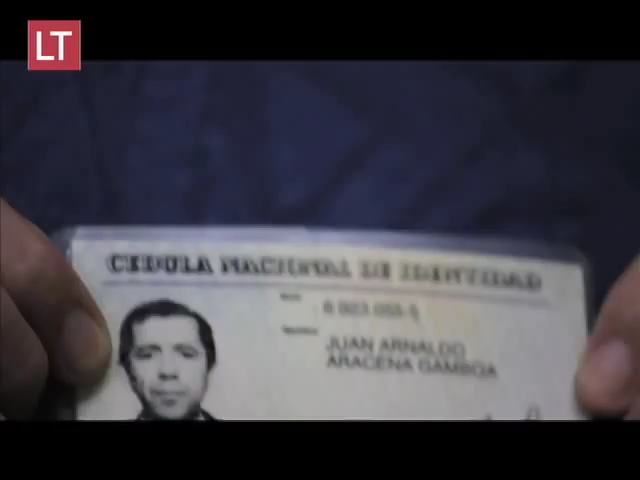 LT
CEDULA NACIONAL DE IDENTIDAD
JUAN ARNALDO
ARACENA GAMBOA